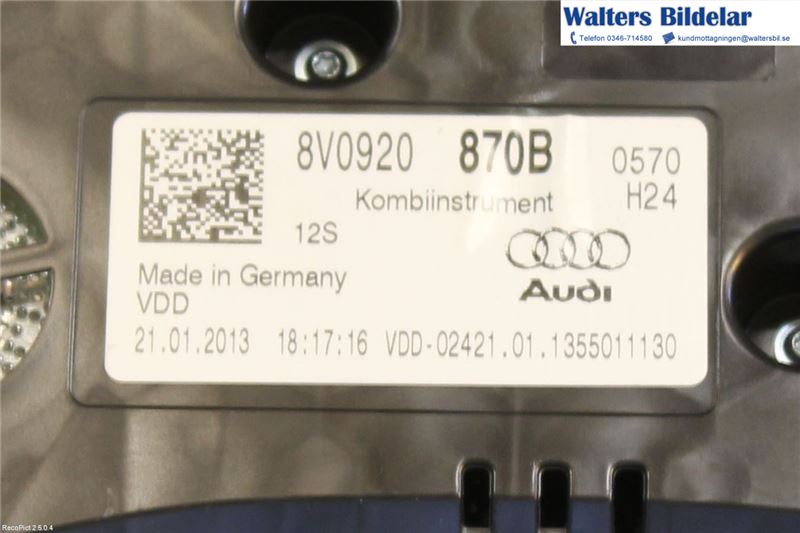 Walters Bildelar
Telefon 0346-714580 kundmottagningen@waltersbil.se
8V0920 870B 0570
Kombiinstrument H24
12S
Audi
Made in Germany
VDD
21.01.2013 18:17:16 VDD-02421.01.1355011130
RecoPict 2.5.0.4